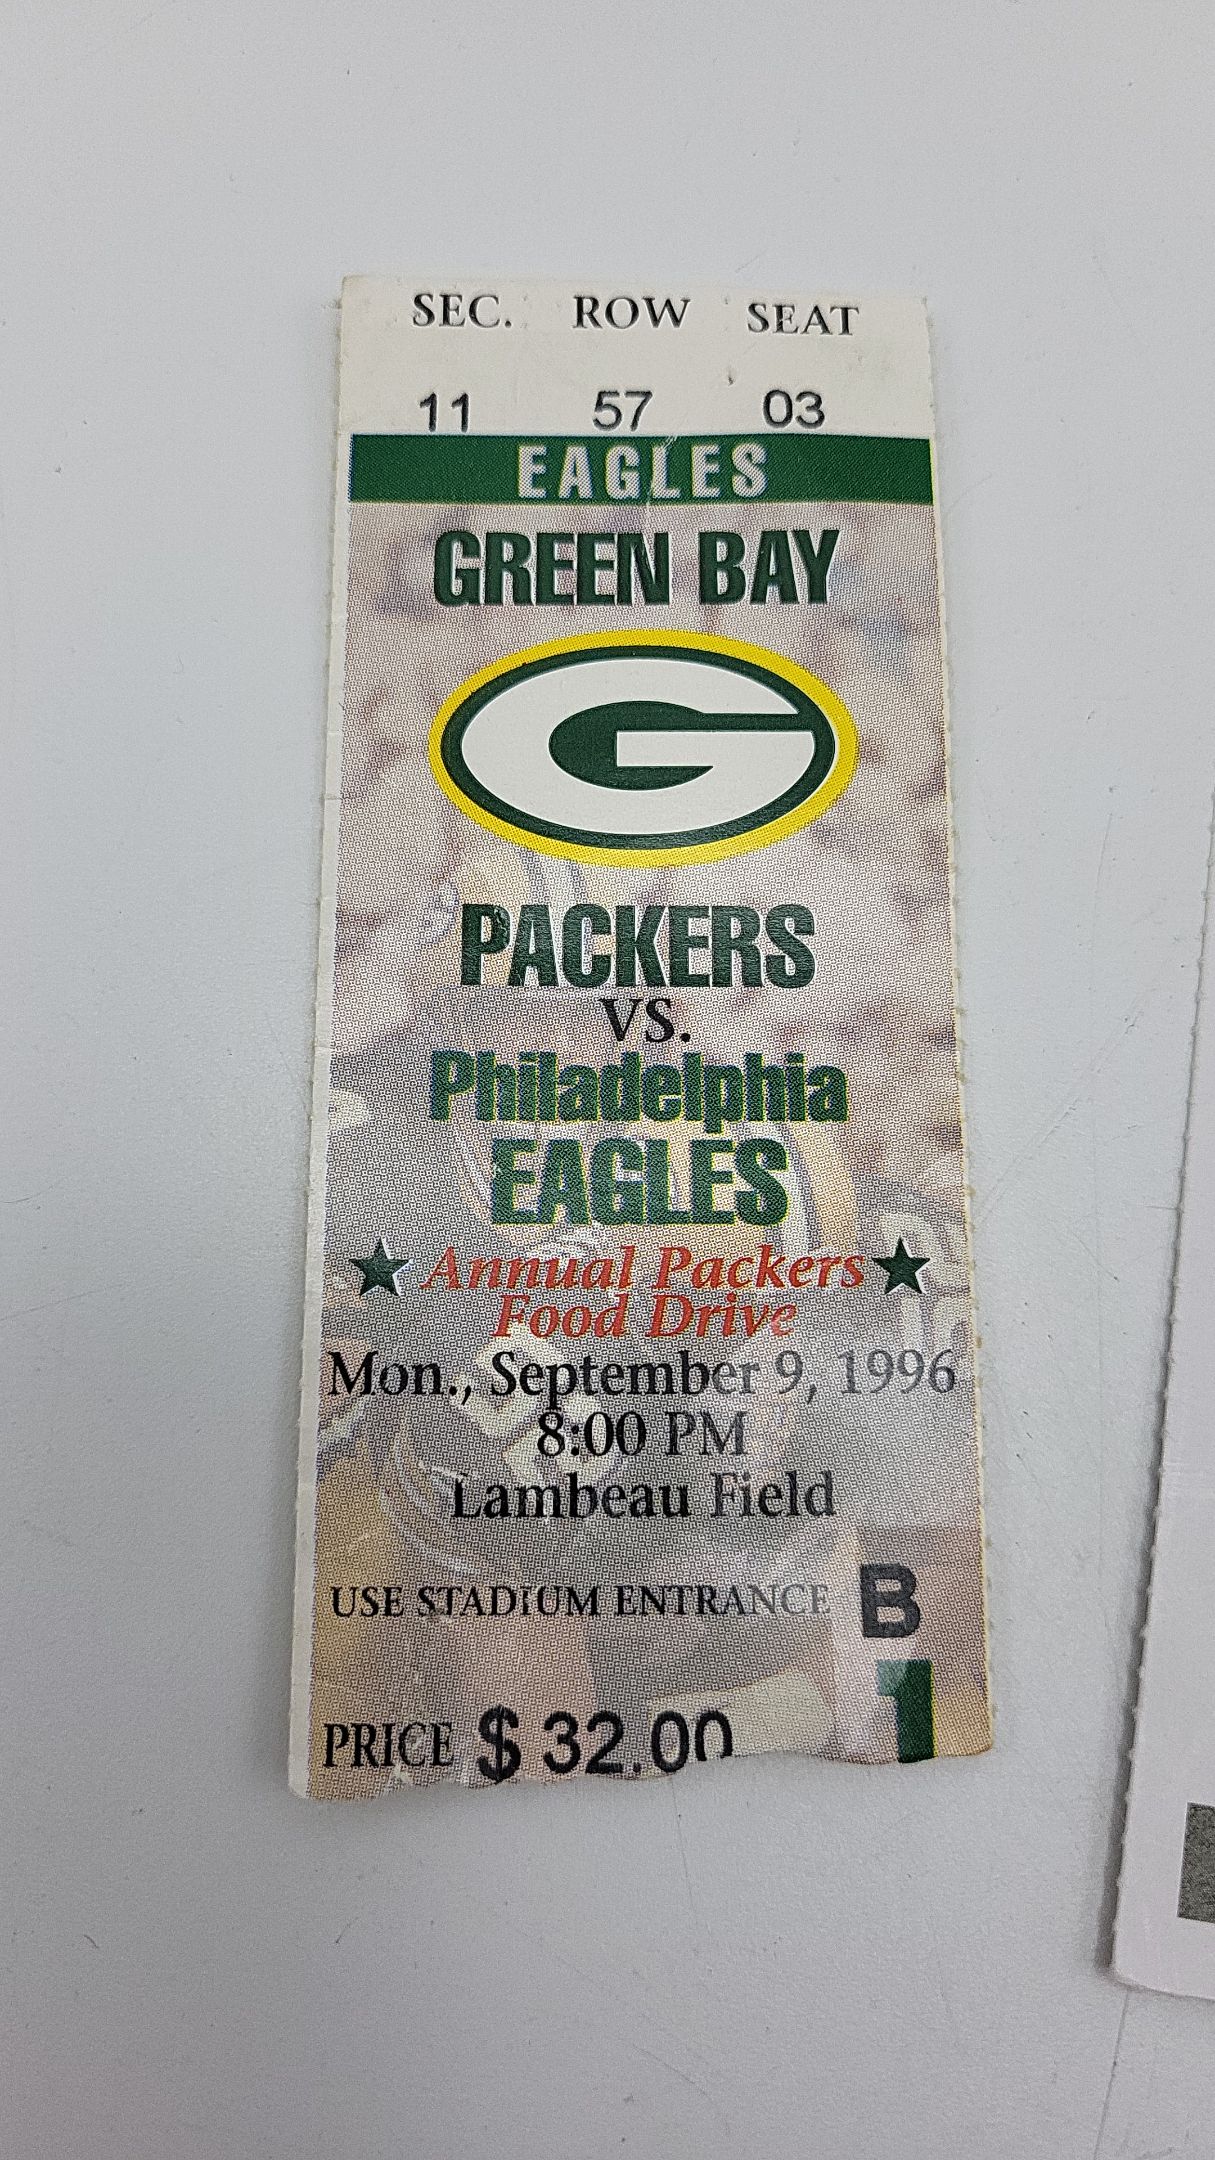 SEC. ROW SEAT
11 57 03
EAGLES
GREEN BAY
G
PACKERS
VS.
Philadelphia
EAGLES
★ Annual Packers ★
Food Drive
Mon., September 9, 1996
8:00 PM
Lambeau Field
USE STADIUM ENTRANCE B
1
PRICE $ 32.00